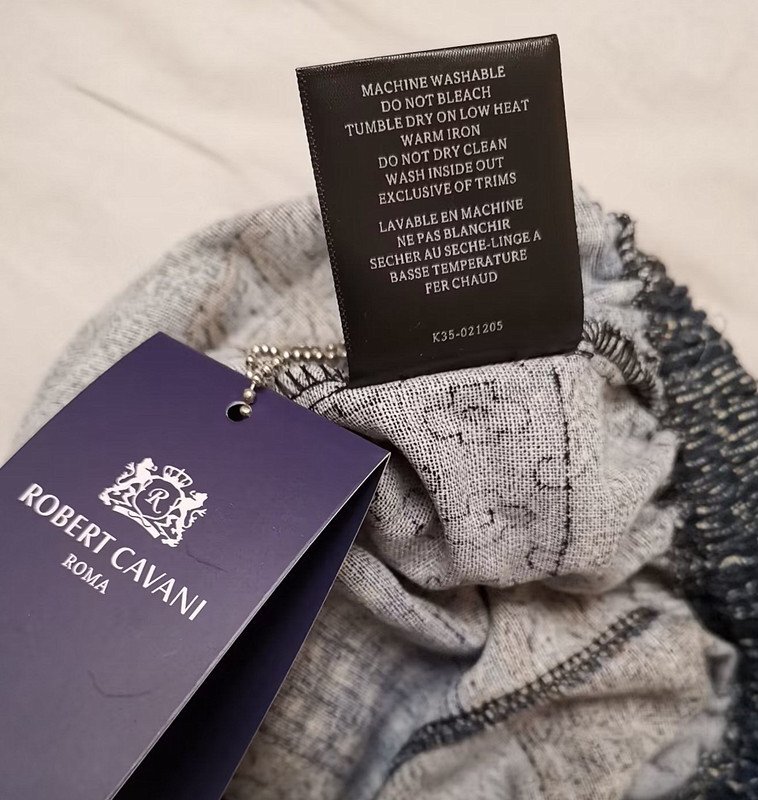 MACHINE WASHABLE
DO NOT BLEACH
TUMBLE DRY ON LOW HEAT
WARM IRON
DO NOT DRY CLEAN
WASH INSIDE OUT
EXCLUSIVE OF TRIMS
LAVABLE EN MACHINE
NE PAS BLANCHIR
SECHER AU SECHE-LINGE A
BASSE TEMPERATURE
FER CHAUD
K35-021205
R
ROBERT CAVANI
ROMA